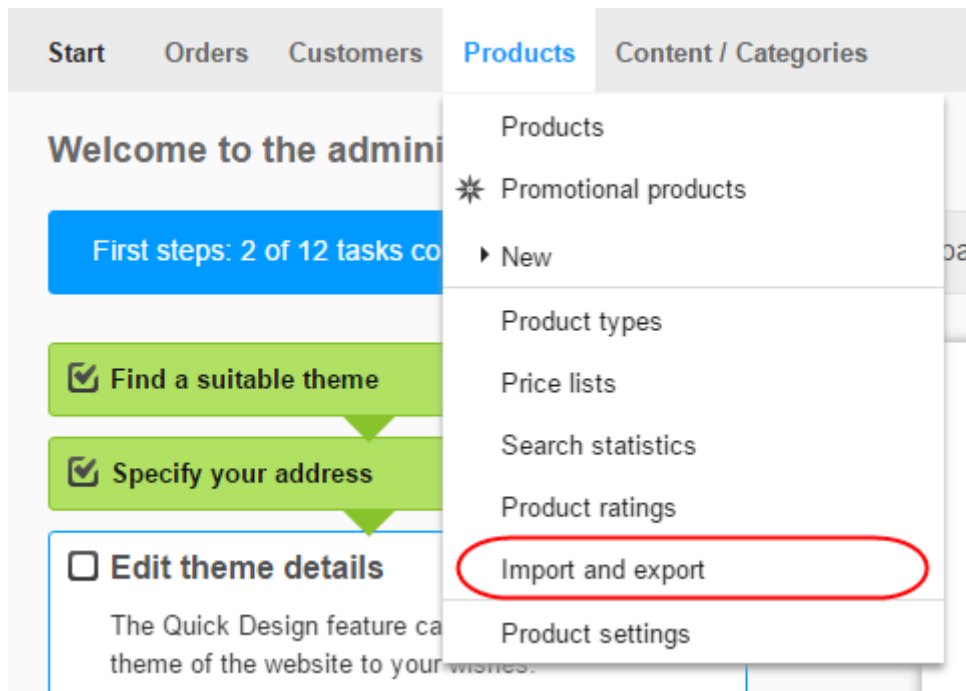 Start Orders Customers Products Content / Categories
Welcome to the admini
First steps: 2 of 12 tasks co
Find a suitable theme
Specify your address
Edit theme details
The Quick Design feature ca
theme of the website to your wishes.
Products
Promotional products
New
Product types
Price lists
Search statistics
Product ratings
Import and export
Product settings